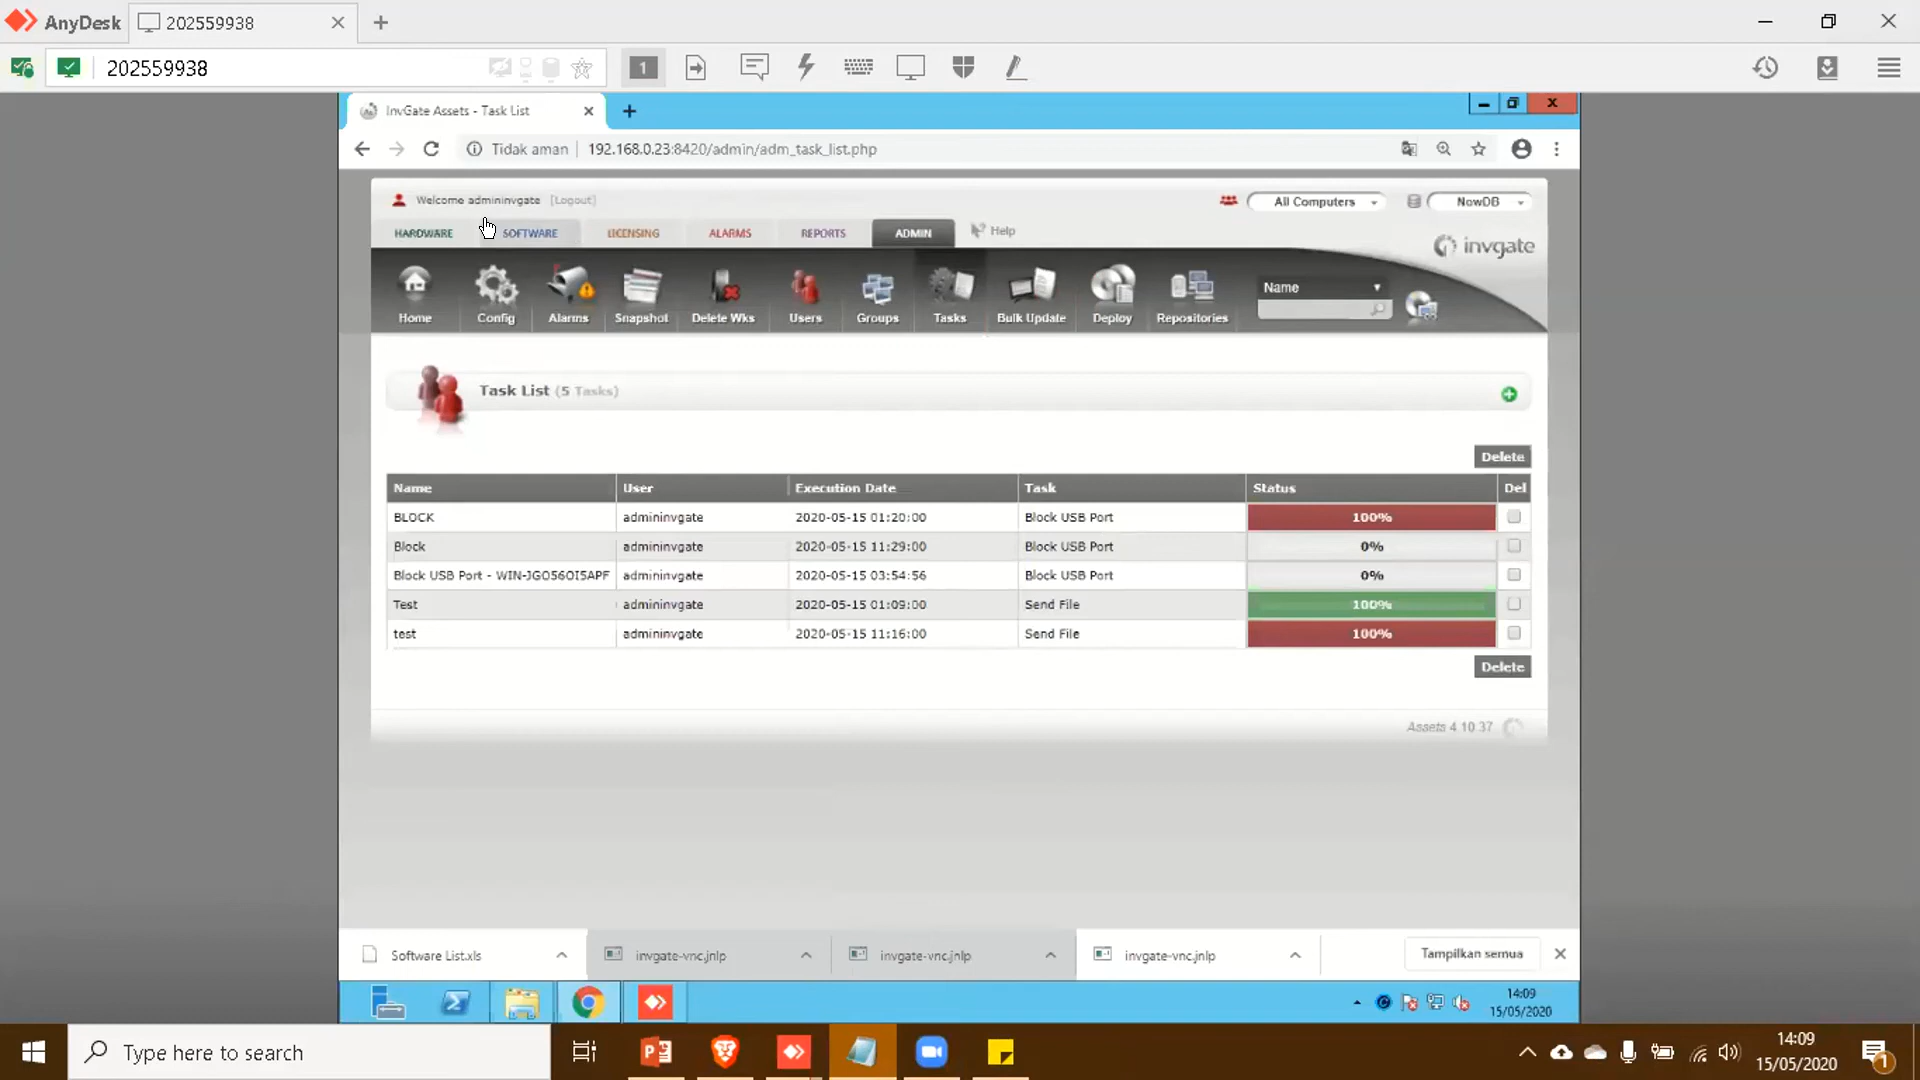 AnyDesk 202559938
202559938 1
InvGate Assets - Task List
Tidak aman 192.168.0.23:8420/admin/adm_task_list.php
Welcome admininvgate [Logout] All Computers NowDB
HARDWARE SOFTWARE LICENSING ALARMS REPORTS ADMIN Help
invgate
Name
Home Config Alarms Snapshot Delete Wks Users Groups Tasks Bulk Update Deploy Repositories
Task List (5 Tasks)
Delete
Name User Execution Date Task Status Del
BLOCK admininvgate 2020-05-15 01:20:00 Block USB Port 100%
Block admininvgate 2020-05-15 11:29:00 Block USB Port 0%
Block USB Port - WIN-JGO56OI5APF admininvgate 2020-05-15 03:54:56 Block USB Port 0%
Test admininvgate 2020-05-15 01:09:00 Send File 100%
test admininvgate 2020-05-15 11:16:00 Send File 100%
Delete
Assets 4.10.37
Software List.xls invgate-vnc.jnlp invgate-vnc.jnlp invgate-vnc.jnlp Tampilkan semua
14:09
15/05/2020
Type here to search
14:09
15/05/2020
1